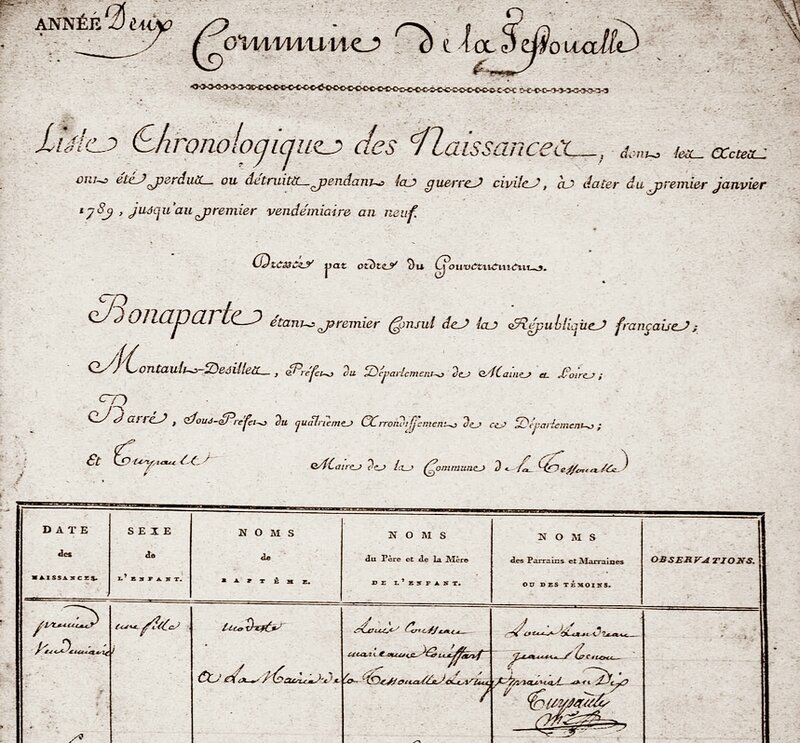 ANNÉE Deux
Commune de la Tessoualle
Liste Chronologique des Naissances, dont les Actes
ont été perdus ou détruits pendant la guerre civile, à dater du premier janvier
1789, jusqu'au premier vendémiaire an neuf.
Dressée par ordre du Gouvernement.
Bonaparte étant premier Consul de la République française;
Montault-Desilles, Préfet du Département de Maine et Loire;
Barré, Sous-Préfet du quatrième Arrondissement de ce Département;
Et Turpault Maire de la Commune de la Tessoualle
DATE
des
NAISSANCES.
SEXE
de
L'ENFANT.
NOMS
de
BAPTÊME.
NOMS
du Père et de la Mère
DE L'ENFANT.
NOMS
des Parrains et Marraines
OU DES TÉMOINS.
OBSERVATIONS.
premier
Vendemiaire
une fille
modeste
Louis Cousseau
marieanne Coueffart
Louis Landreau
jeanne Renou
A La Mairie de la Tessoualle Le vingt prairial an Dix
Turpault